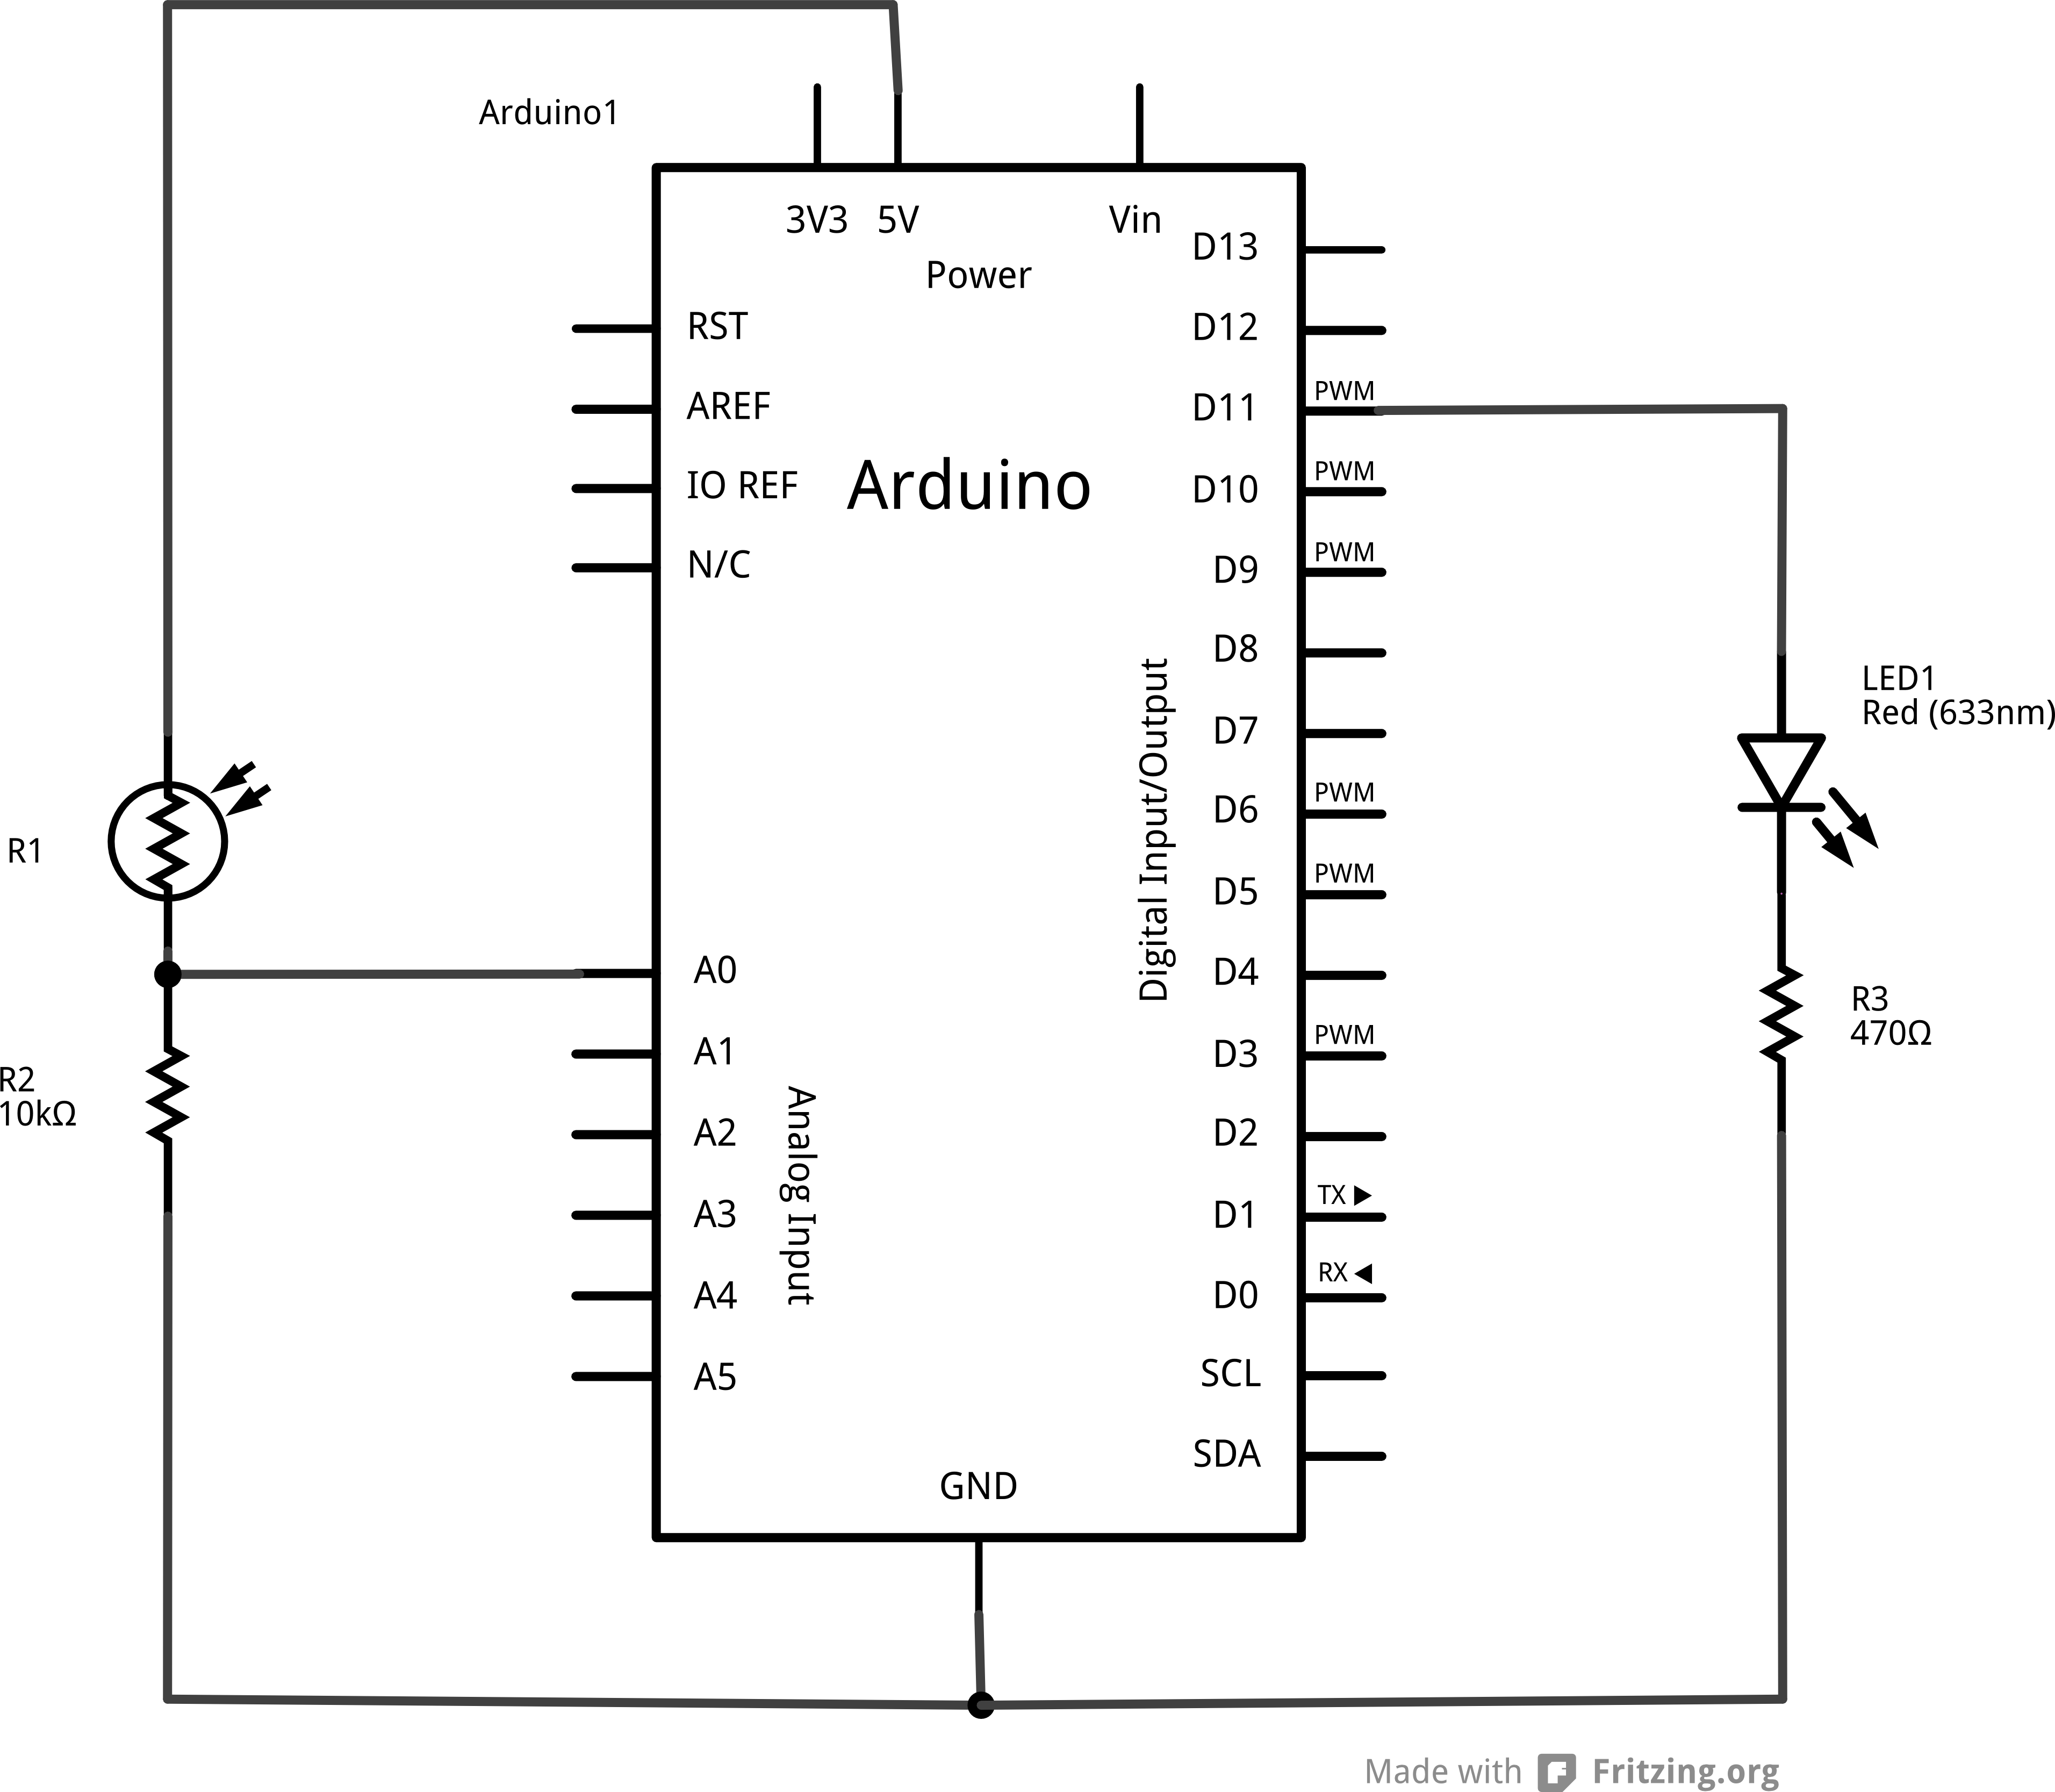 Arduino1
3V3 5V Vin
Power
RST
AREF
IO REF
N/C
Arduino
A0
A1
A2
A3
A4
A5
Analog Input
D13
D12
D11 PWM
D10 PWM
D9 PWM
D8
D7
D6 PWM
D5 PWM
D4
D3 PWM
D2
D1 TX
D0 RX
SCL
SDA
Digital Input/Output
GND
R1
R2
10kΩ
LED1
Red (633nm)
R3
470Ω
Made with Fritzing.org